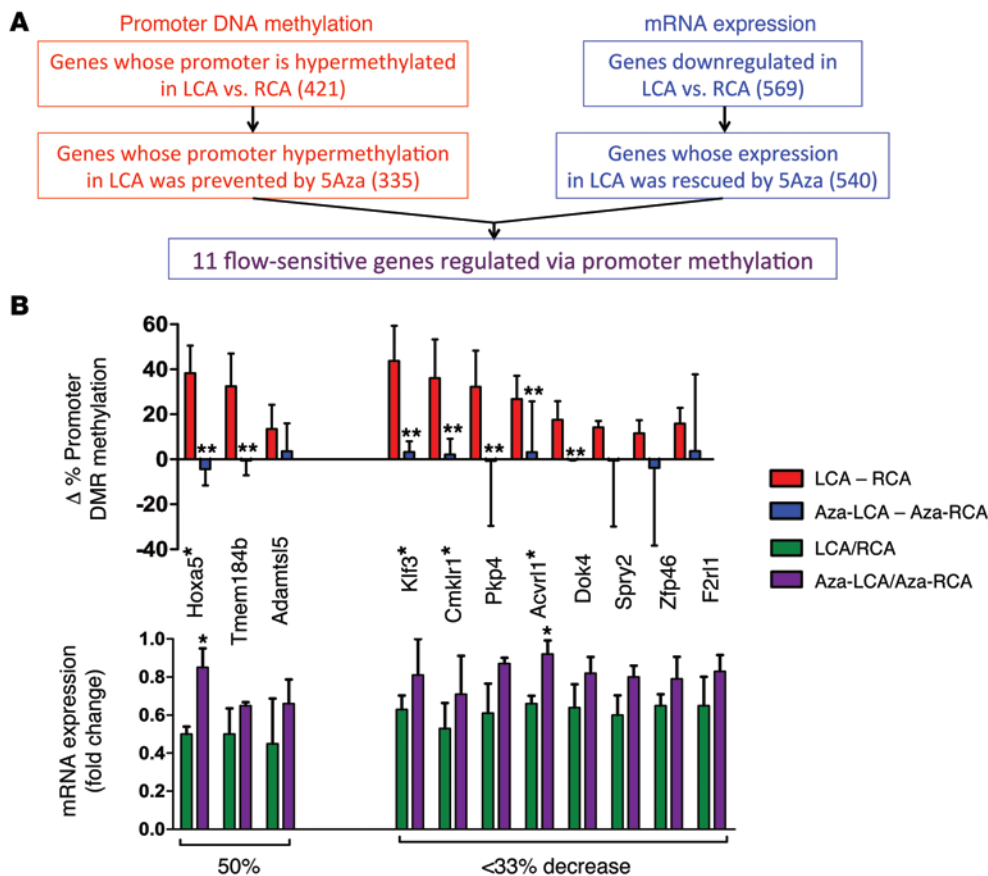 A
Promoter DNA methylation
mRNA expression
Genes whose promoter is hypermethylated
in LCA vs. RCA (421)
Genes downregulated in
LCA vs. RCA (569)
Genes whose promoter hypermethylation
in LCA was prevented by 5Aza (335)
Genes whose expression
in LCA was rescued by 5Aza (540)
11 flow-sensitive genes regulated via promoter methylation
B
Δ % Promoter
DMR methylation
60
40
20
0
-20
-40
**
**
**
**
**
**
**
LCA – RCA
Aza-LCA – Aza-RCA
LCA/RCA
Aza-LCA/Aza-RCA
Hoxa5*
Tmem184b
Adamtsl5
Klf3*
Cmklr1*
Pkp4
Acvrl1*
Dok4
Spry2
Zfp46
F2rl1
mRNA expression
(fold change)
1.0
0.8
0.6
0.4
0.2
0.0
*
*
50%
<33% decrease